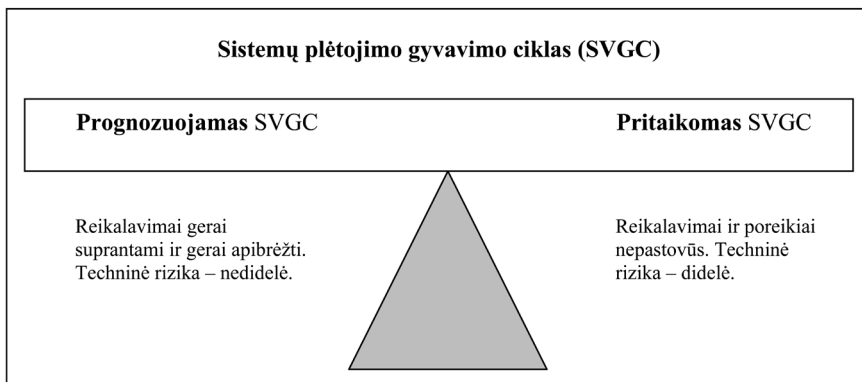 Sistemų plėtojimo gyvavimo ciklas (SVGC)
Prognozuojamas SVGC
Pritaikomas SVGC
Reikalavimai gerai
suprantami ir gerai apibrėžti.
Techninė rizika – nedidelė.
Reikalavimai ir poreikiai
nepastovūs. Techninė
rizika – didelė.